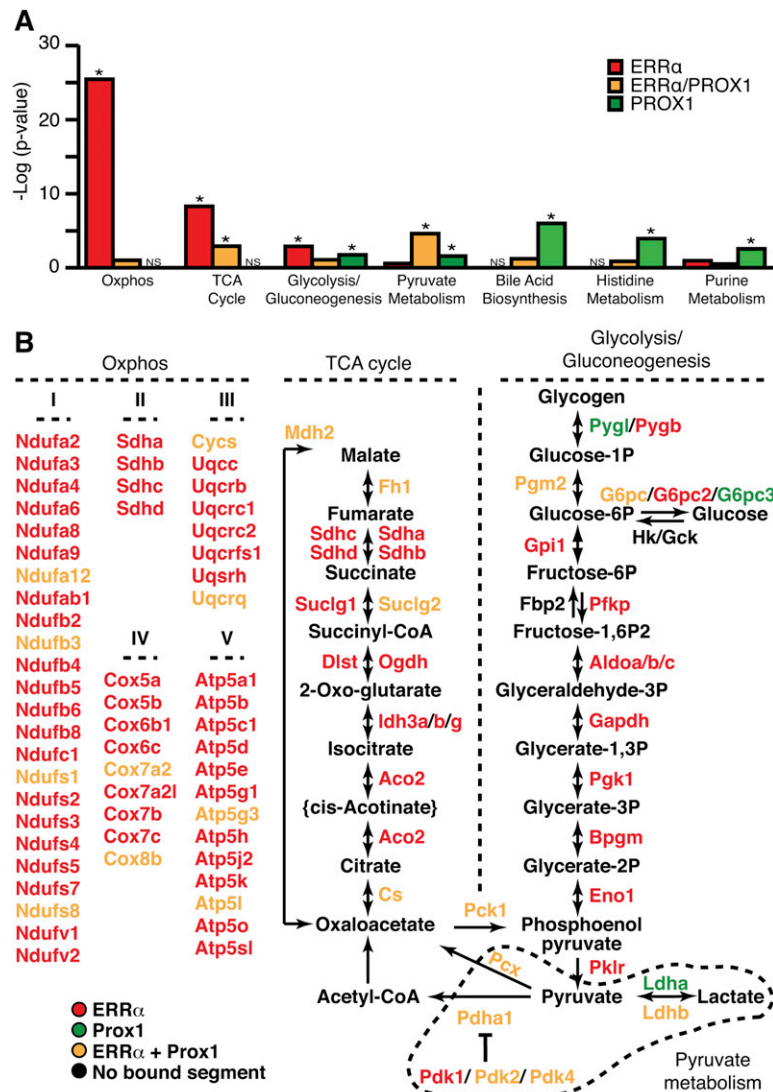 A
30
20
10
0
-Log (p-value)
ERRα
ERRα/PROX1
PROX1
* NS
* * NS
* *
* *
NS *
NS *
*
Oxphos
TCA
Cycle
Glycolysis/
Gluconeogenesis
Pyruvate
Metabolism
Bile Acid
Biosynthesis
Histidine
Metabolism
Purine
Metabolism
B
Oxphos
I
Ndufa2
Ndufa3
Ndufa4
Ndufa6
Ndufa8
Ndufa9
Ndufa12
Ndufab1
Ndufb2
Ndufb3
Ndufb4
Ndufb5
Ndufb6
Ndufb8
Ndufc1
Ndufs1
Ndufs2
Ndufs3
Ndufs4
Ndufs5
Ndufs7
Ndufs8
Ndufv1
Ndufv2
II
Sdha
Sdhb
Sdhc
Sdhd
III
Cycs
Uqcc
Uqcrb
Uqcrc1
Uqcrc2
Uqcrfs1
Uqsrh
Uqcrq
IV
Cox5a
Cox5b
Cox6b1
Cox6c
Cox7a2
Cox7a2l
Cox7b
Cox7c
Cox8b
V
Atp5a1
Atp5b
Atp5c1
Atp5d
Atp5e
Atp5g1
Atp5g3
Atp5h
Atp5j2
Atp5k
Atp5l
Atp5o
Atp5sl
TCA cycle
Mdh2
Malate
Fh1
Fumarate
Sdhc Sdha
Sdhd Sdhb
Succinate
Suclg1 Suclg2
Succinyl-CoA
Dlst Ogdh
2-Oxo-glutarate
Idh3a/b/g
Isocitrate
Aco2
{cis-Acotinate}
Aco2
Citrate
Cs
Oxaloacetate
Pck1
Acetyl-CoA
Pcx
Glycolysis/
Gluconeogenesis
Glycogen
Pygl/Pygb
Glucose-1P
Pgm2
G6pc/G6pc2/G6pc3
Glucose-6P Glucose
Hk/Gck
Gpi1
Fructose-6P
Fbp2 Pfkp
Fructose-1,6P2
Aldoa/b/c
Glyceraldehyde-3P
Gapdh
Glycerate-1,3P
Pgk1
Glycerate-3P
Bpgm
Glycerate-2P
Eno1
Phosphoenol
pyruvate
Pklr
Pyruvate
Ldha
Ldhb
Lactate
Pdha1
Pdk1/Pdk2/Pdk4
Pyruvate
metabolism
ERRα
Prox1
ERRα + Prox1
No bound segment